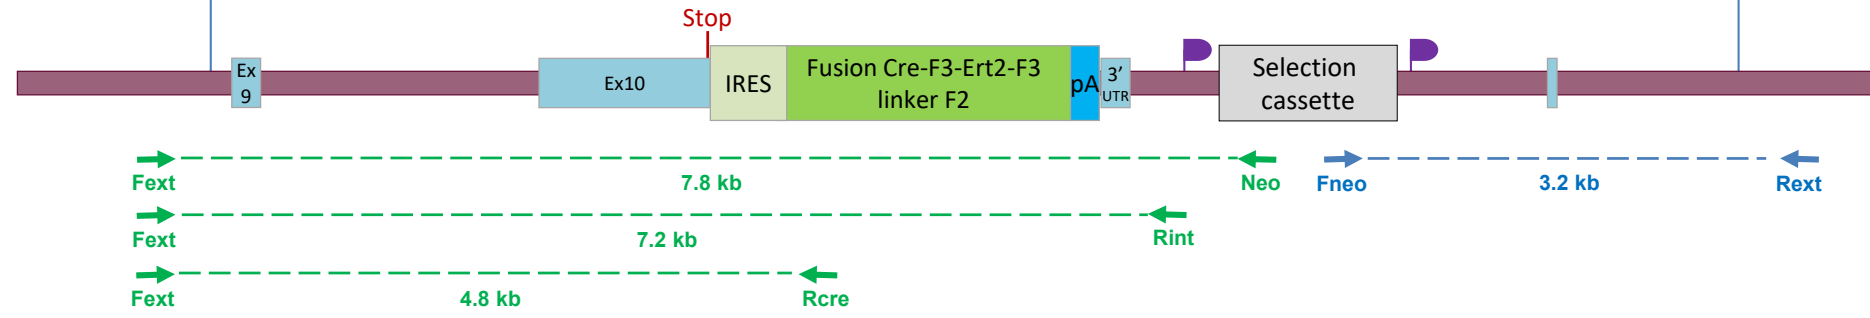 Stop
Ex
9
Ex10
IRES
Fusion Cre-F3-Ert2-F3
linker F2
pA
3’
UTR
Selection
cassette
Fext
7.8 kb
Neo
Fneo
3.2 kb
Rext
Fext
7.2 kb
Rint
Fext
4.8 kb
Rcre